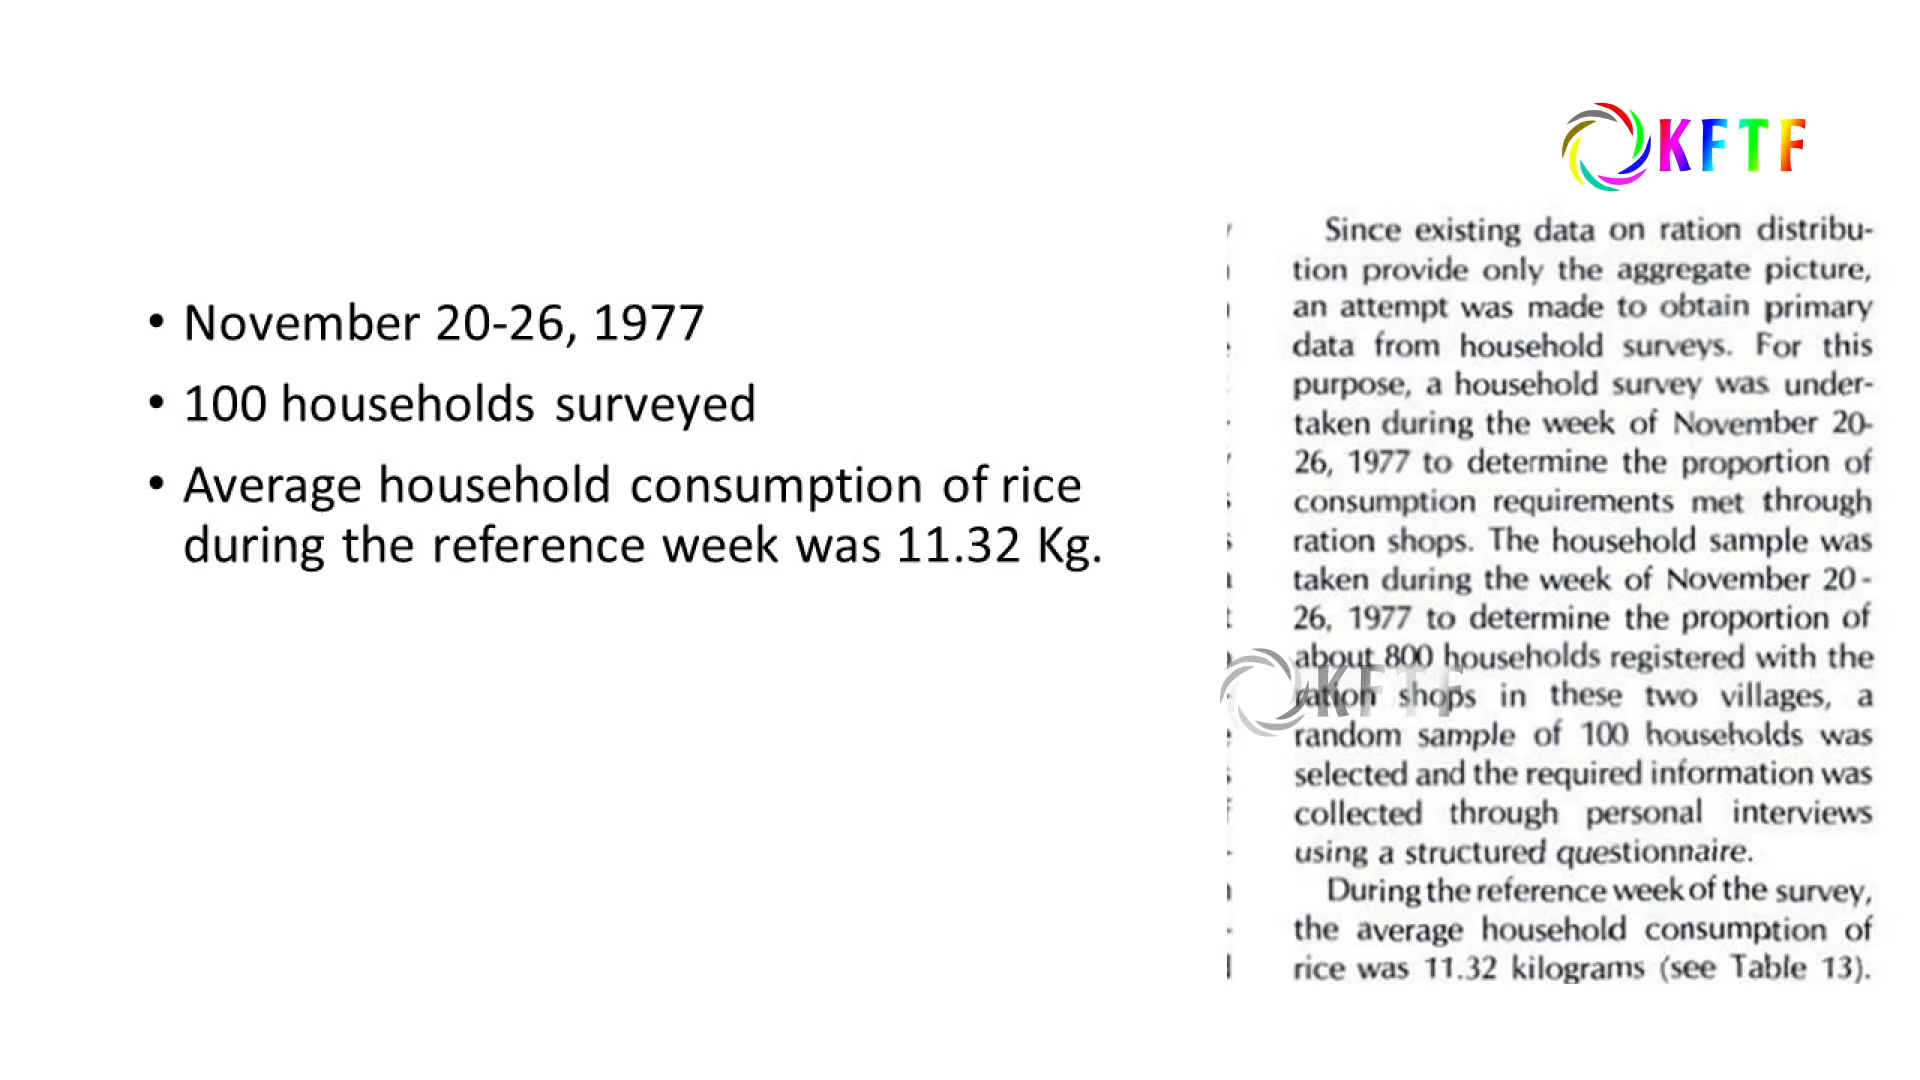 KFTF
• November 20-26, 1977
• 100 households surveyed
• Average household consumption of rice
during the reference week was 11.32 Kg.
Since existing data on ration distribu-
tion provide only the aggregate picture,
an attempt was made to obtain primary
data from household surveys. For this
purpose, a household survey was under-
taken during the week of November 20-
26, 1977 to determine the proportion of
consumption requirements met through
ration shops. The household sample was
taken during the week of November 20-
26, 1977 to determine the proportion of
about 800 households registered with the
ration shops in these two villages, a
random sample of 100 households was
selected and the required information was
collected through personal interviews
using a structured questionnaire.
During the reference week of the survey,
the average household consumption of
rice was 11.32 kilograms (see Table 13).
KFTF